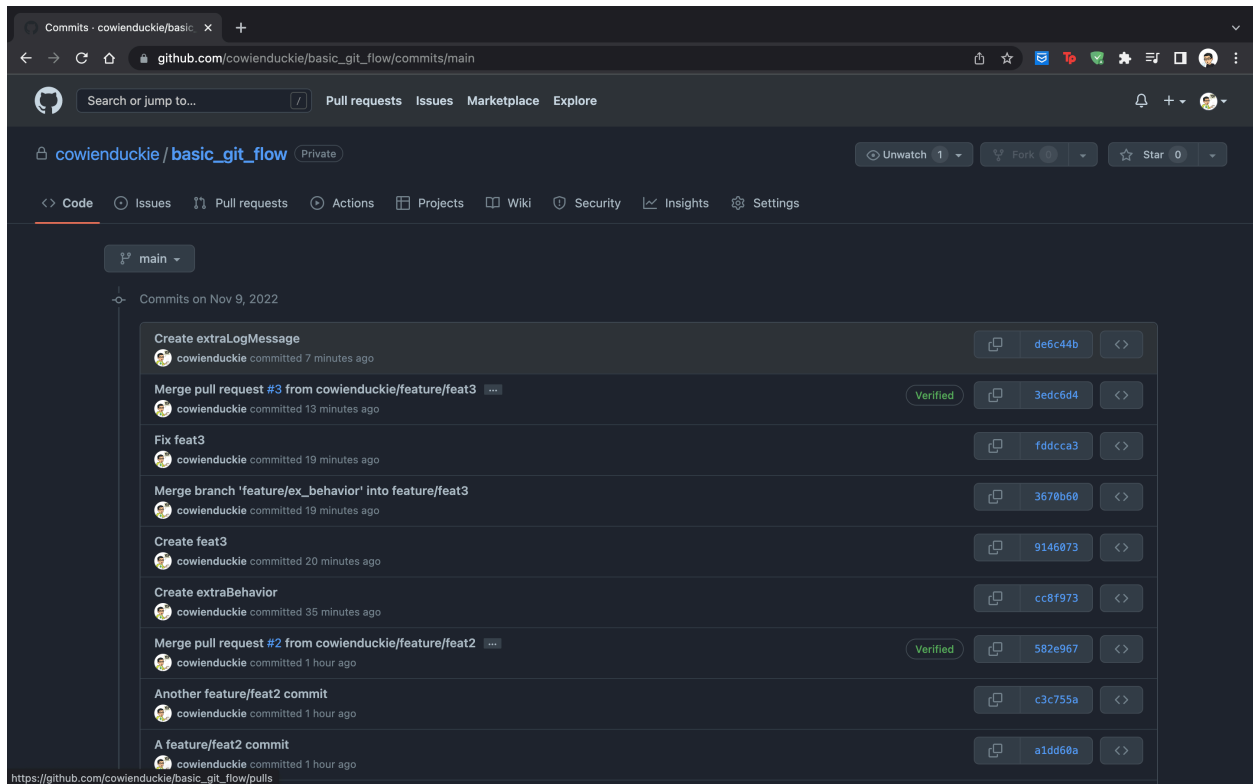 Commits · cowienduckie/basic_
github.com/cowienduckie/basic_git_flow/commits/main
Tp
Search or jump to... / Pull requests Issues Marketplace Explore
cowienduckie / basic_git_flow Private Unwatch 1 Fork 0 Star 0
<> Code Issues Pull requests Actions Projects Wiki Security Insights Settings
main
Commits on Nov 9, 2022
Create extraLogMessage
cowienduckie committed 7 minutes ago de6c44b <>
Merge pull request #3 from cowienduckie/feature/feat3 ...
cowienduckie committed 13 minutes ago Verified 3edc6d4 <>
Fix feat3
cowienduckie committed 19 minutes ago fddcca3 <>
Merge branch 'feature/ex_behavior' into feature/feat3
cowienduckie committed 19 minutes ago 3670b60 <>
Create feat3
cowienduckie committed 20 minutes ago 9146073 <>
Create extraBehavior
cowienduckie committed 35 minutes ago cc8f973 <>
Merge pull request #2 from cowienduckie/feature/feat2 ...
cowienduckie committed 1 hour ago Verified 582e967 <>
Another feature/feat2 commit
cowienduckie committed 1 hour ago c3c755a <>
A feature/feat2 commit
cowienduckie committed 1 hour ago a1dd60a <>
https://github.com/cowienduckie/basic_git_flow/pulls